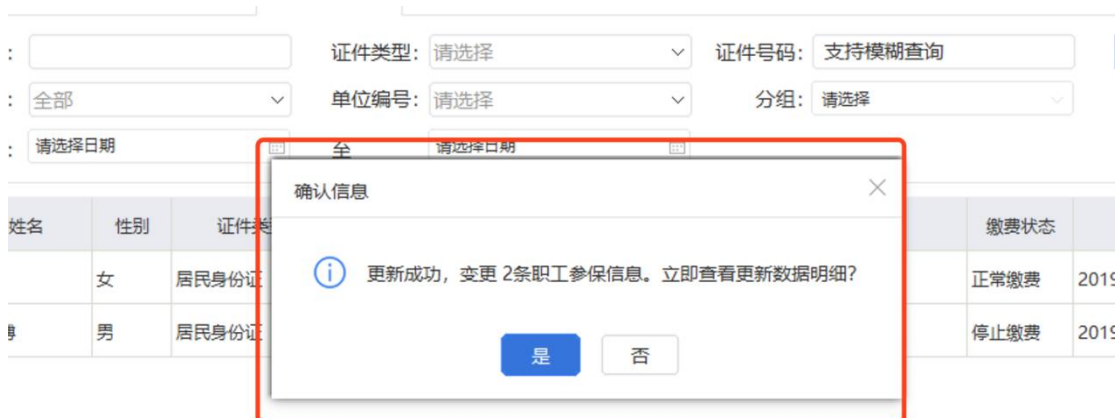 ： 证件类型：请选择 证件号码：支持模糊查询
：全部 单位编号：请选择 分组：请选择
：请选择日期 至 请选择日期
确认信息
姓名 性别 证件类 缴费状态
更新成功，变更 2条职工参保信息。立即查看更新数据明细？
女 居民身份证 正常缴费 2019
男 居民身份证 停止缴费 2019
是 否